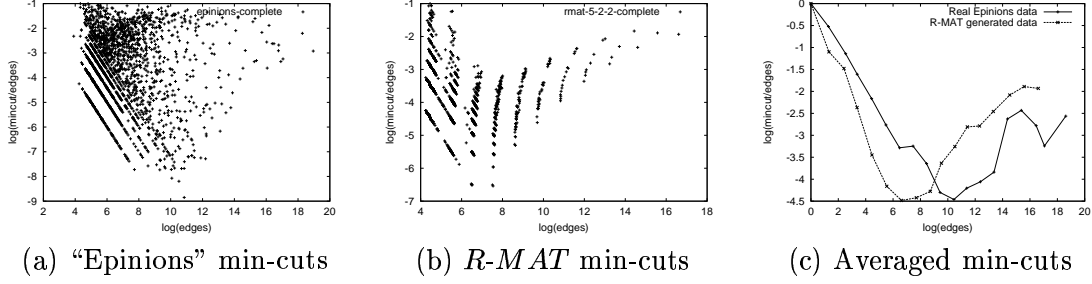 epinions-complete
-1
-2
-3
-4
-5
-6
-7
-8
-9
log(mincut/edges)
2 4 6 8 10 12 14 16 18 20
log(edges)
(a) “Epinions” min-cuts
rmat-5-2-2-complete
-1
-2
-3
-4
-5
-6
-7
log(mincut/edges)
4 6 8 10 12 14 16 18
log(edges)
(b) R-MAT min-cuts
Real Epinions data
R-MAT generated data
0
-0.5
-1
-1.5
-2
-2.5
-3
-3.5
-4
-4.5
log(mincut/edges)
0 2 4 6 8 10 12 14 16 18 20
log(edges)
(c) Averaged min-cuts